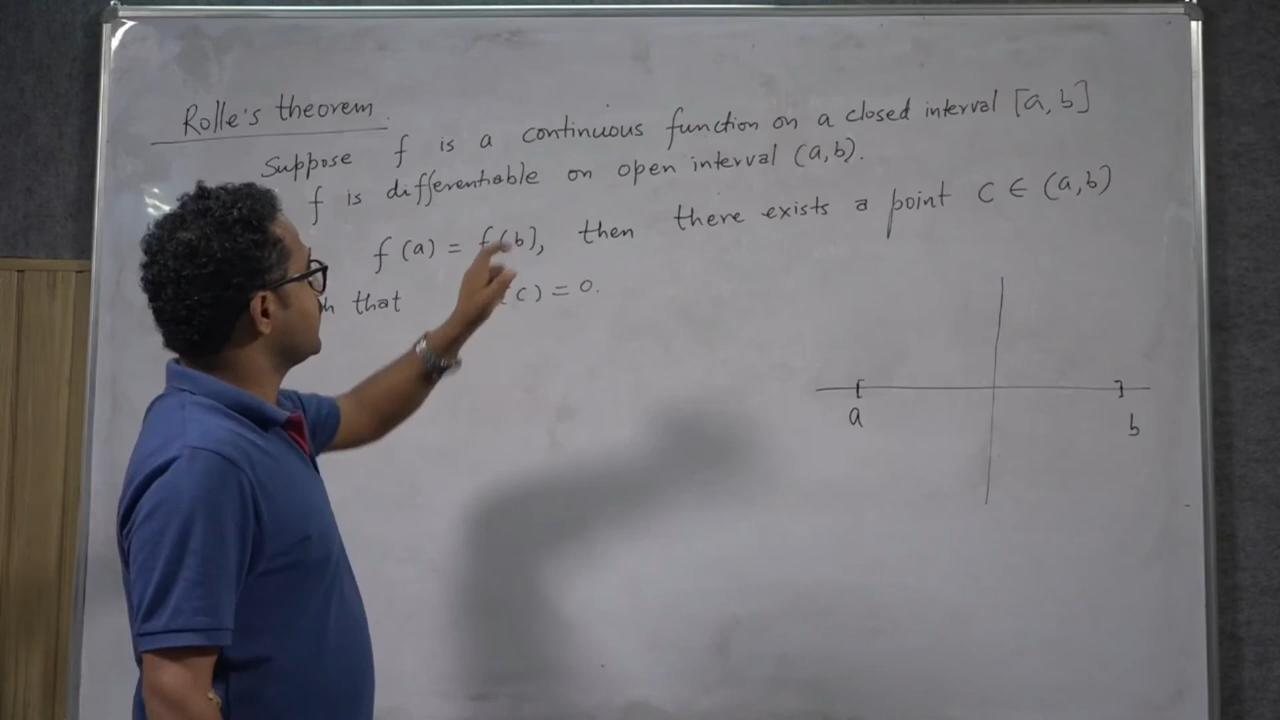 Rolle's theorem.
Suppose f is a continuous function on a closed interval [a, b]
f is differentiable on open interval (a,b).
f(a) = f(b), then there exists a point C ∈ (a,b)
that (c) = 0.
a
b